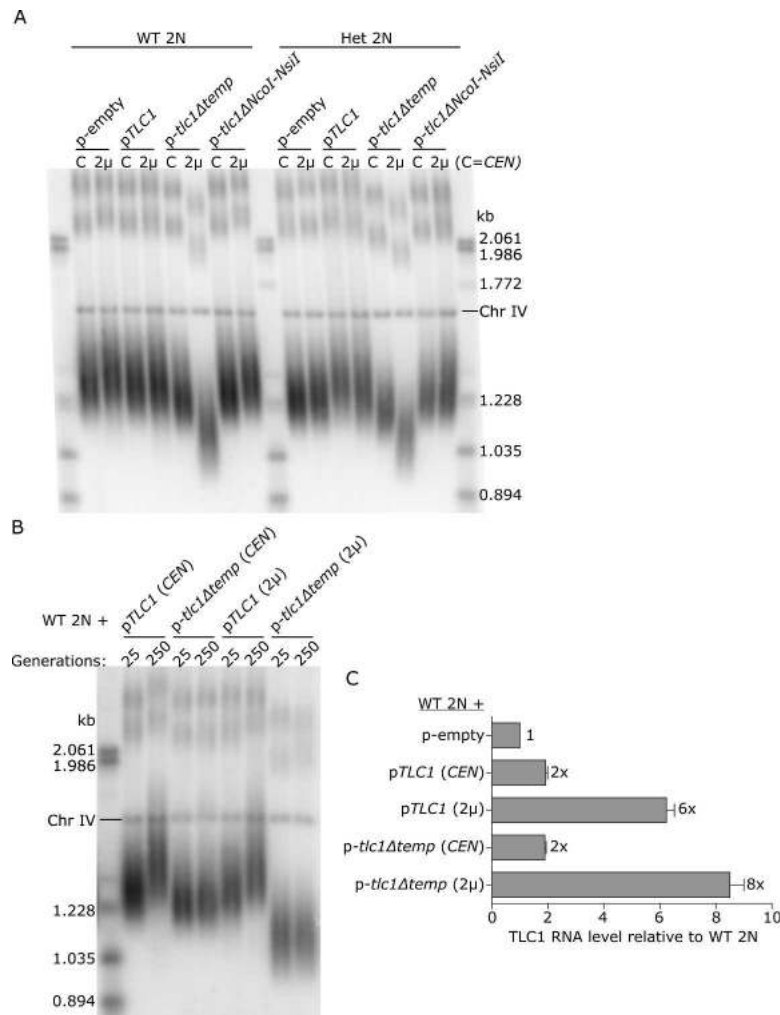 A
WT 2N
Het 2N
p-empty
pTLC1
p-tlc1Δtemp
p-tlc1ΔNcoI-NsiI
p-empty
pTLC1
p-tlc1Δtemp
p-tlc1ΔNcoI-NsiI
C 2μ C 2μ C 2μ C 2μ C 2μ C 2μ C 2μ C 2μ (C=CEN)
kb
2.061
1.986
1.772
Chr IV
1.228
1.035
0.894
B
pTLC1 (CEN)
p-tlc1Δtemp (CEN)
pTLC1 (2μ)
p-tlc1Δtemp (2μ)
WT 2N +
Generations: 25 250 25 250 25 250 25 250
kb
2.061
1.986
Chr IV
1.228
1.035
0.894
C
WT 2N +
p-empty 1
pTLC1 (CEN) 2x
pTLC1 (2μ) 6x
p-tlc1Δtemp (CEN) 2x
p-tlc1Δtemp (2μ) 8x
0 2 4 6 8 10
TLC1 RNA level relative to WT 2N